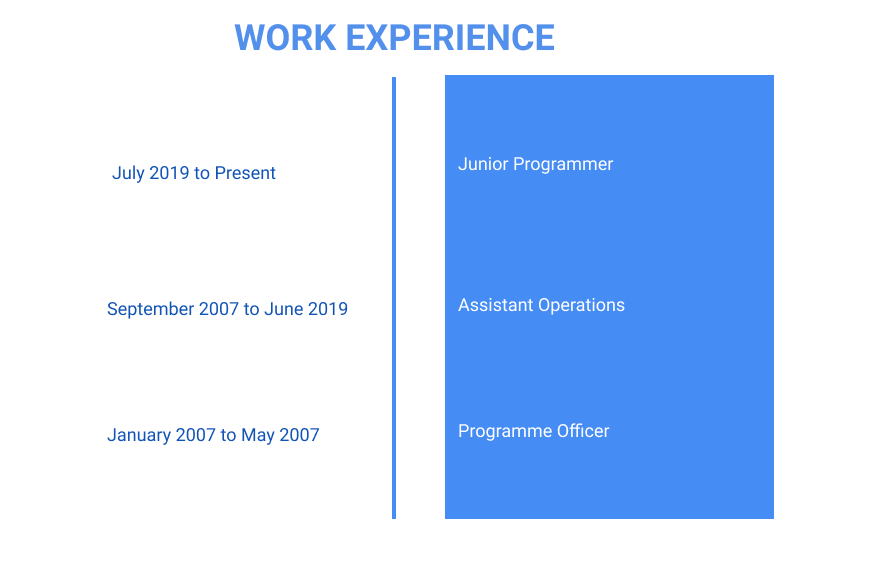 WORK EXPERIENCE
July 2019 to Present
Junior Programmer
September 2007 to June 2019
Assistant Operations
January 2007 to May 2007
Programme Officer